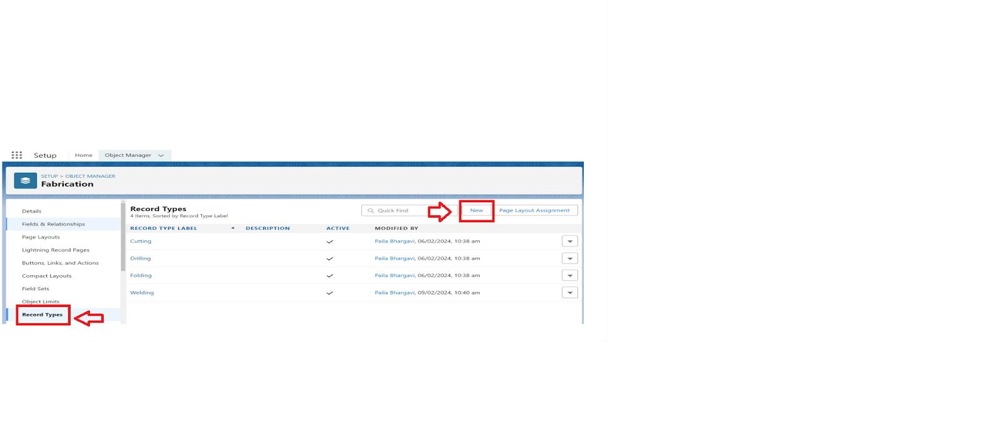 Setup Home Object Manager
SETUP > OBJECT MANAGER
Fabrication
Details
Fields & Relationships
Page Layouts
Lightning Record Pages
Buttons, Links, and Actions
Compact Layouts
Field Sets
Object Limits
Record Types
Record Types
4 Items, Sorted by Record Type Label
Quick Find New Page Layout Assignment
RECORD TYPE LABEL DESCRIPTION ACTIVE MODIFIED BY
Cutting Paila Bhargavi, 06/02/2024, 10:38 am
Drilling Paila Bhargavi, 06/02/2024, 10:38 am
Folding Paila Bhargavi, 06/02/2024, 10:38 am
Welding Paila Bhargavi, 09/02/2024, 10:40 am